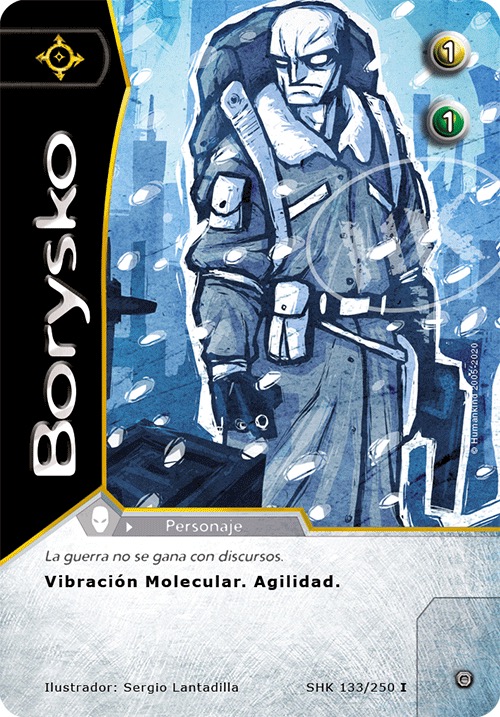 1
1
Borysko
HK
© Humankind 2005-2020
Personaje
La guerra no se gana con discursos.
Vibración Molecular. Agilidad.
Ilustrador: Sergio Lantadilla
SHK 133/250 I